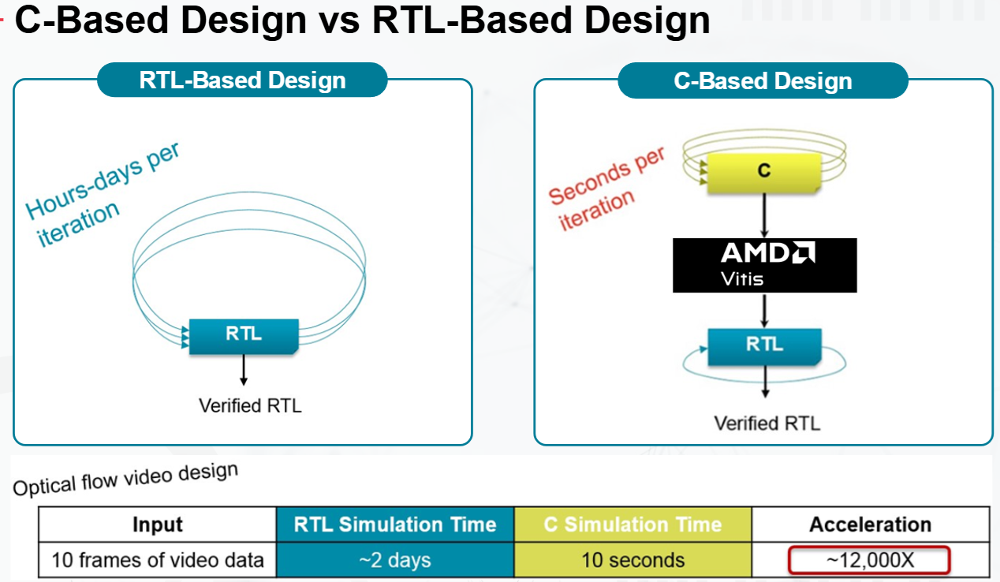 C-Based Design vs RTL-Based Design
RTL-Based Design
Hours-days per
iteration
RTL
Verified RTL
C-Based Design
Seconds per
iteration
C
AMD
Vitis
RTL
Verified RTL
Optical flow video design
Input
RTL Simulation Time
C Simulation Time
Acceleration
10 frames of video data
~2 days
10 seconds
~12,000X